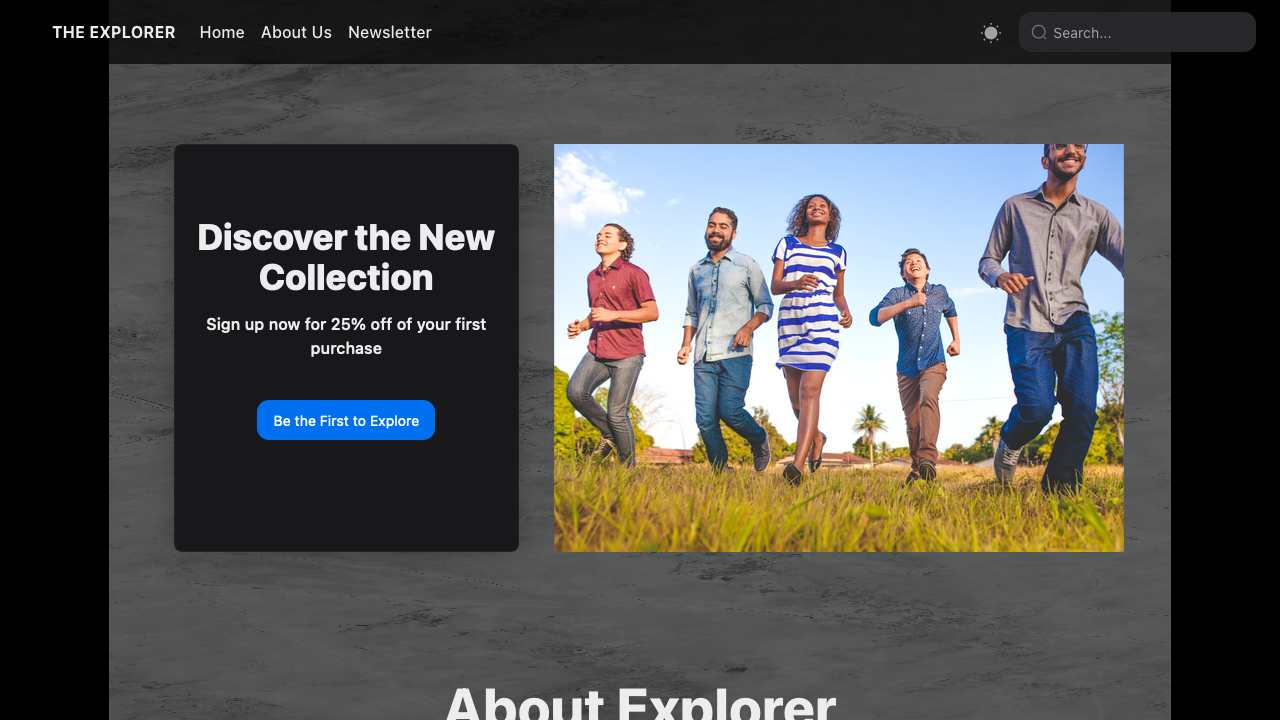 THE EXPLORER Home About Us Newsletter Search...
Discover the New
Collection
Sign up now for 25% off of your first
purchase
Be the First to Explore
About Explorer